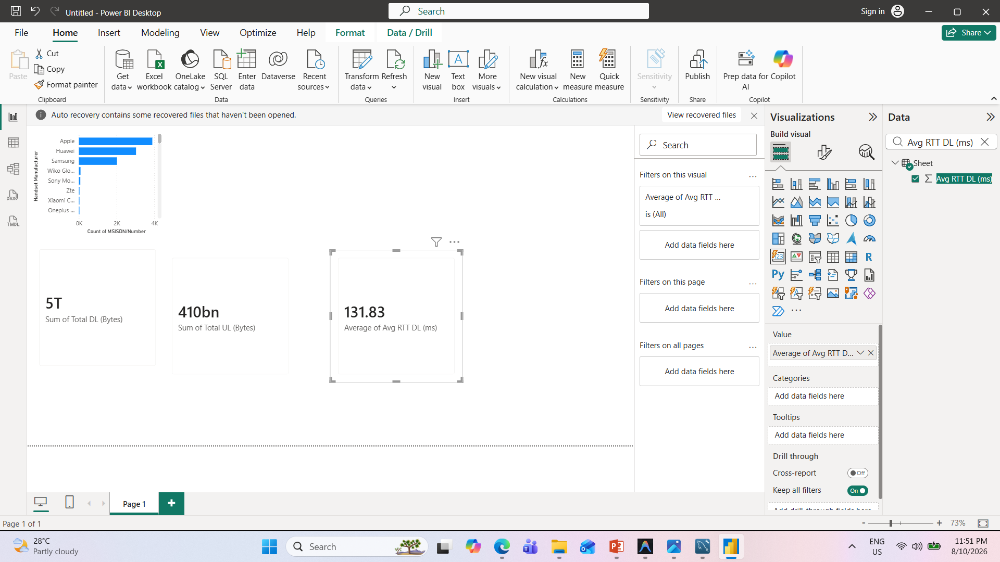 Untitled - Power BI Desktop
Search
Sign in
File
Home
Insert
Modeling
View
Optimize
Help
Format
Data / Drill
Share
Paste
Cut
Copy
Format painter
Clipboard
Get data
Excel workbook
OneLake catalog
SQL Server
Enter data
Dataverse
Recent sources
Data
Transform data
Refresh
Queries
New visual
Text box
More visuals
Insert
New visual calculation
New measure
Quick measure
Calculations
Sensitivity
Sensitivity
Publish
Share
Prep data for AI
Copilot
Copilot
Auto recovery contains some recovered files that haven't been opened.
View recovered files
Handset Manufacturer
Apple
Huawei
Samsung
Wiko Glo...
Sony Mo...
Zte
Xiaomi C...
Oneplus ...
0K 2K 4K
Count of MSISDN/Number
5T
Sum of Total DL (Bytes)
410bn
Sum of Total UL (Bytes)
131.83
Average of Avg RTT DL (ms)
Search
Filters on this visual
Average of Avg RTT ...
is (All)
Add data fields here
Filters on this page
Add data fields here
Filters on all pages
Add data fields here
Visualizations
Build visual
123
R
Py
Value
Average of Avg RTT D...
Categories
Add data fields here
Tooltips
Add data fields here
Drill through
Cross-report
Off
Keep all filters
On
Add drill-through fields here
Data
Avg RTT DL (ms)
Sheet
Avg RTT DL (ms)
DAX
TMDL
Page 1
Page 1 of 1
- + 73%
28°C
Partly cloudy
Search
ENG
US
11:51 PM
8/10/2026